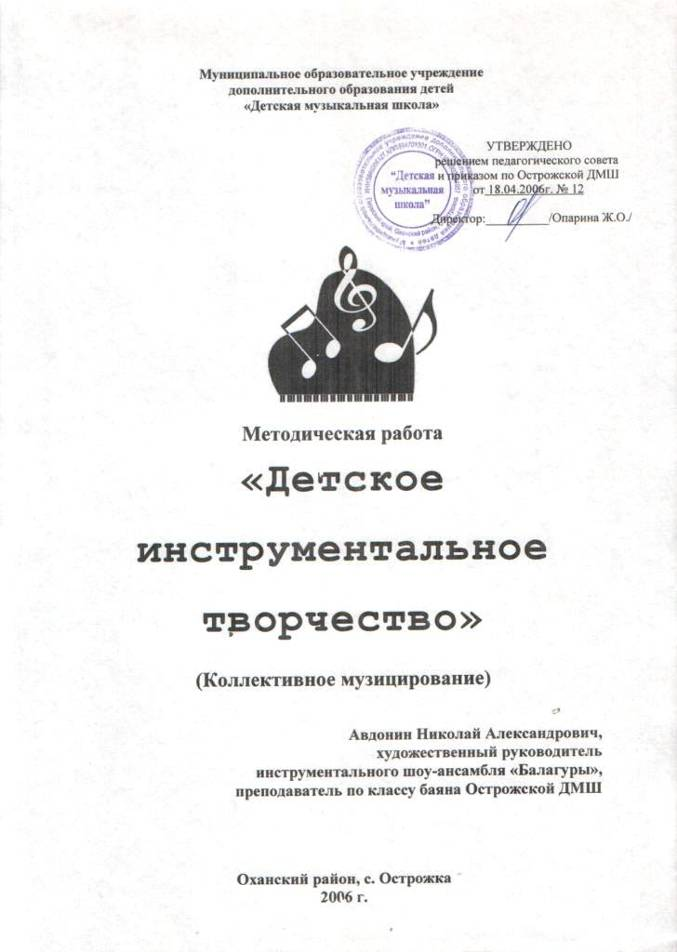 Муниципальное образовательное учреждение
дополнительного образования детей
«Детская музыкальная школа»
УТВЕРЖДЕНО
решением педагогического совета
и приказом по Острожской ДМШ
от 18.04.2006г. № 12
Директор:__________/Опарина Ж.О./
"Детская
музыкальная
школа"
Методическая работа
«Детское
инструментальное
творчество»
(Коллективное музицирование)
Авдонин Николай Александрович,
художественный руководитель
инструментального шоу-ансамбля «Балагуры»,
преподаватель по классу баяна Острожской ДМШ
Оханский район, с. Острожка
2006 г.